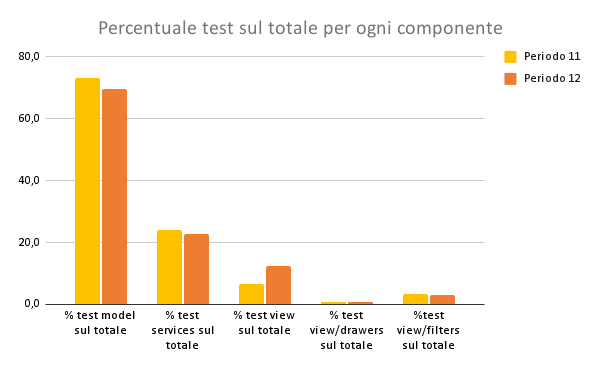 Percentuale test sul totale per ogni componente
80,0
60,0
40,0
20,0
0,0
Periodo 11
Periodo 12
% test model
sul totale
% test
services sul
totale
% test view
sul totale
% test
view/drawers
sul totale
%test
view/filters
sul totale